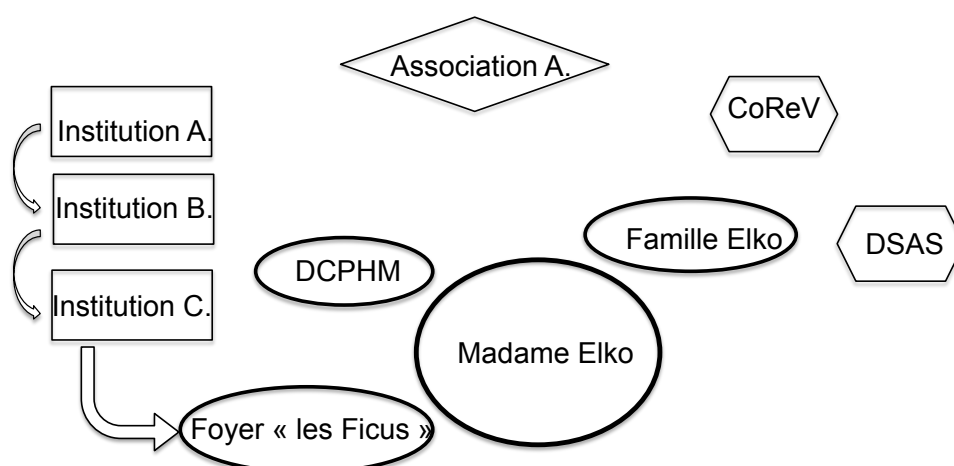 Association A.
CoReV
Institution A.
Institution B.
Famille Elko
DSAS
DCPHM
Institution C.
Madame Elko
Foyer « les Ficus »